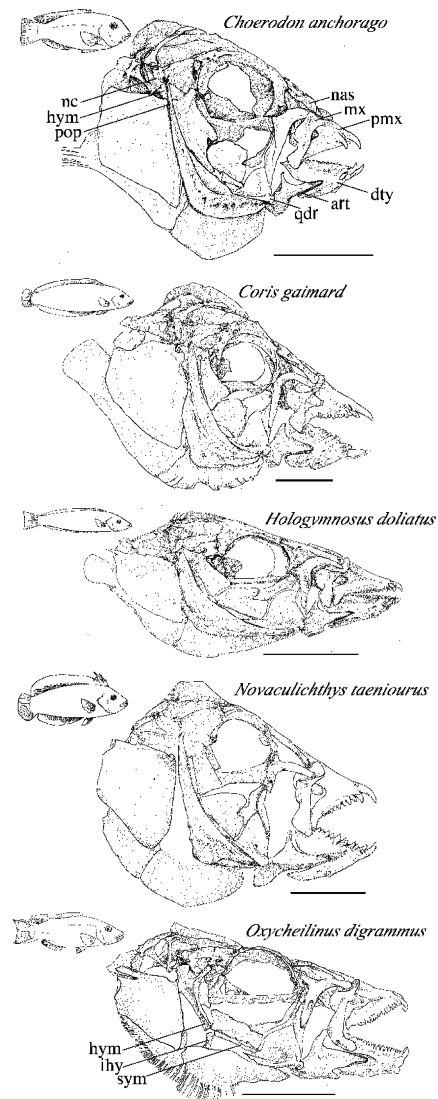 Choerodon anchorago
nc
hym
pop
nas
mx
pmx
dty
art
qdr
Coris gaimard
Hologymnosus doliatus
Novaculichthys taeniourus
Oxycheilinus digrammus
hym
ihy
sym